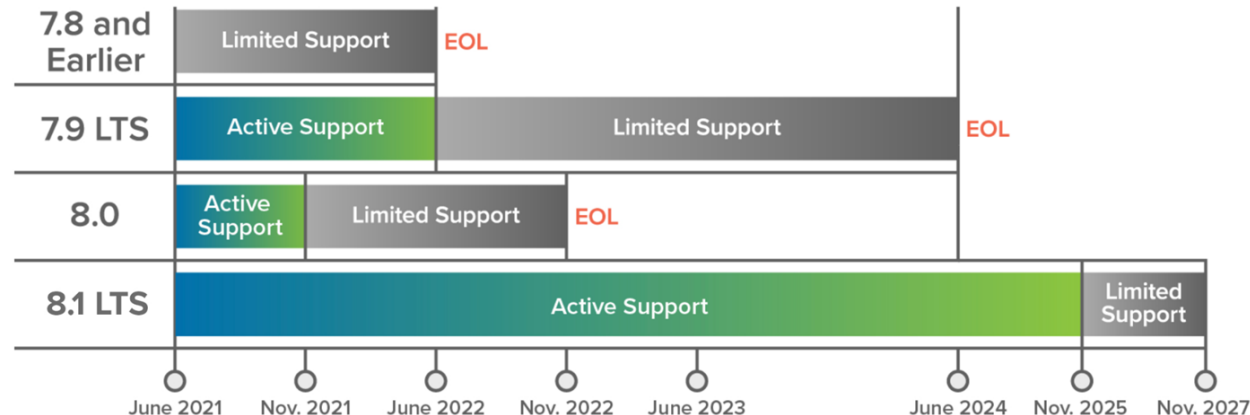 7.8 and
Earlier
Limited Support
EOL
7.9 LTS
Active Support
Limited Support
EOL
8.0
Active
Support
Limited Support
EOL
8.1 LTS
Active Support
Limited
Support
June 2021
Nov. 2021
June 2022
Nov. 2022
June 2023
June 2024
Nov. 2025
Nov. 2027